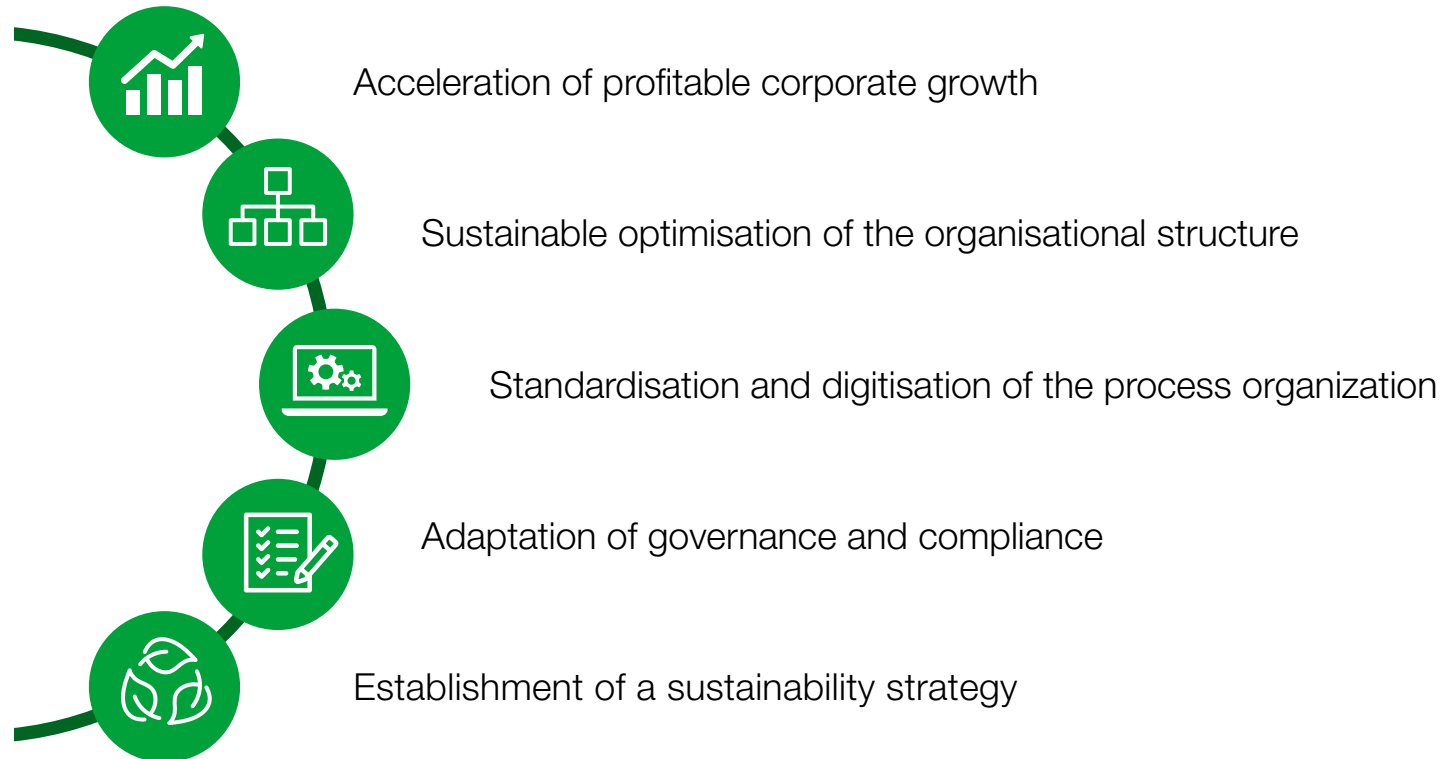 Acceleration of profitable corporate growth
Sustainable optimisation of the organisational structure
Standardisation and digitisation of the process organization
Adaptation of governance and compliance
Establishment of a sustainability strategy